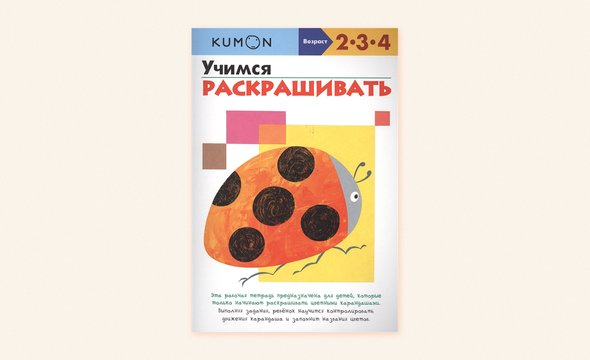 KUMON
Возраст 2•3•4
Учимся
РАСКРАШИВАТЬ
Эта рабочая тетрадь предназначена для детей, которые
только начинают раскрашивать цветными карандашами.
Выполняя задания, ребёнок научится контролировать
движения карандаша и запомнит названия цветов.